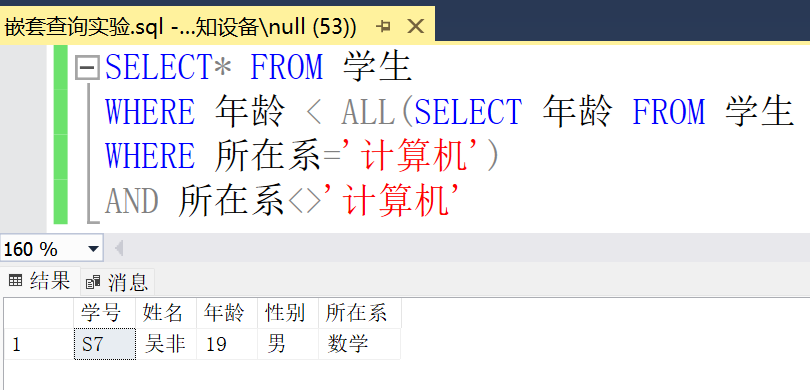 嵌套查询实验.sql -...知设备\null (53))
SELECT* FROM 学生
WHERE 年龄 < ALL(SELECT 年龄 FROM 学生
WHERE 所在系='计算机')
AND 所在系<>'计算机'
160 %
结果 消息
学号 姓名 年龄 性别 所在系
1 S7 吴非 19 男 数学